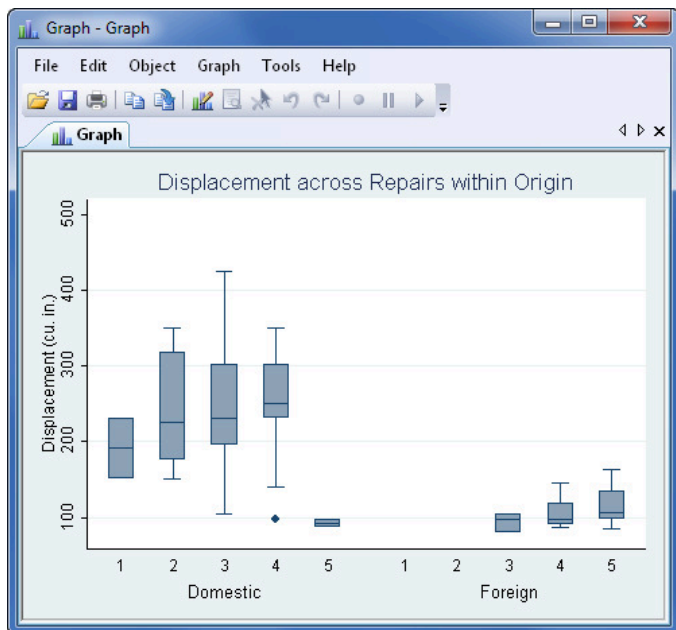 Graph - Graph
File Edit Object Graph Tools Help
Graph
Displacement across Repairs within Origin
Displacement (cu. in.)
500
400
300
200
100
1 2 3 4 5 1 2 3 4 5
Domestic Foreign